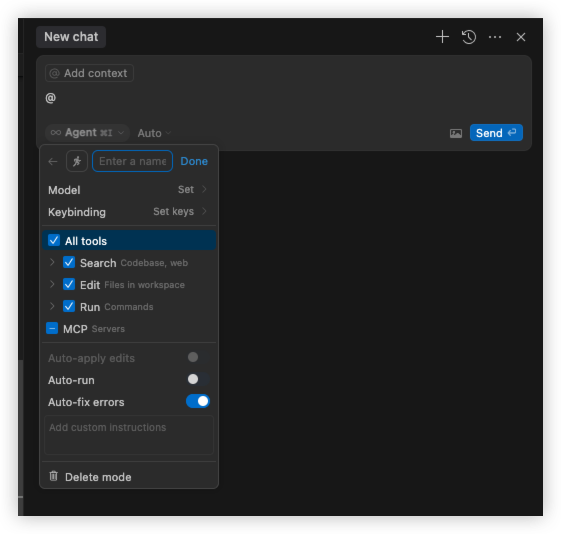 New chat
@ Add context
@
Agent ⌘I Auto Send
Enter a name Done
Model Set
Keybinding Set keys
All tools
Search Codebase, web
Edit Files in workspace
Run Commands
MCP Servers
Auto-apply edits
Auto-run
Auto-fix errors
Add custom instructions
Delete mode